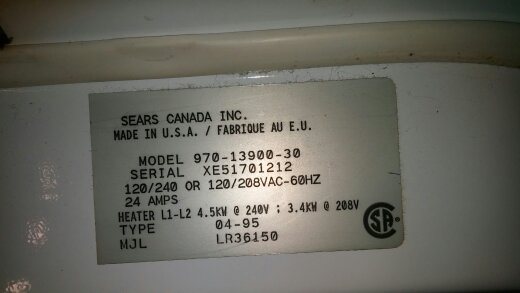 SEARS CANADA INC.
MADE IN U.S.A. / FABRIQUE AU E.U.
MODEL 970-13900-30
SERIAL XE51701212
120/240 OR 120/208VAC-60HZ
24 AMPS
HEATER L1-L2 4.5KW @ 240V ; 3.4KW @ 208V
TYPE 04-95
MJL LR36150
CSA